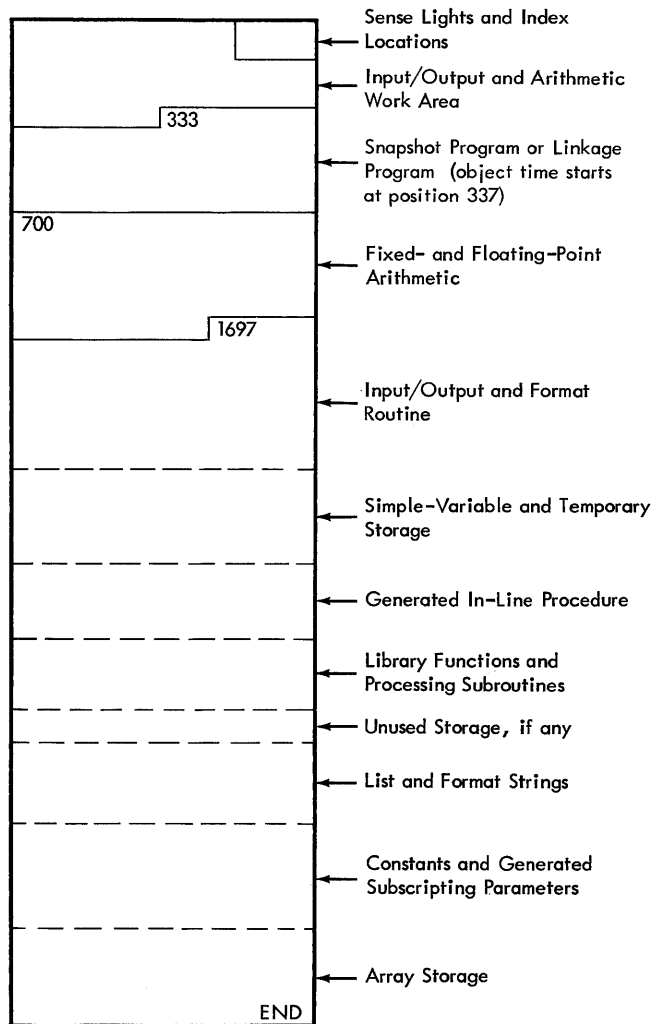 Sense Lights and Index
Locations
Input/Output and Arithmetic
Work Area
333
Snapshot Program or Linkage
Program (object time starts
at position 337)
700
Fixed- and Floating-Point
Arithmetic
1697
Input/Output and Format
Routine
Simple-Variable and Temporary
Storage
Generated In-Line Procedure
Library Functions and
Processing Subroutines
Unused Storage, if any
List and Format Strings
Constants and Generated
Subscripting Parameters
Array Storage
END